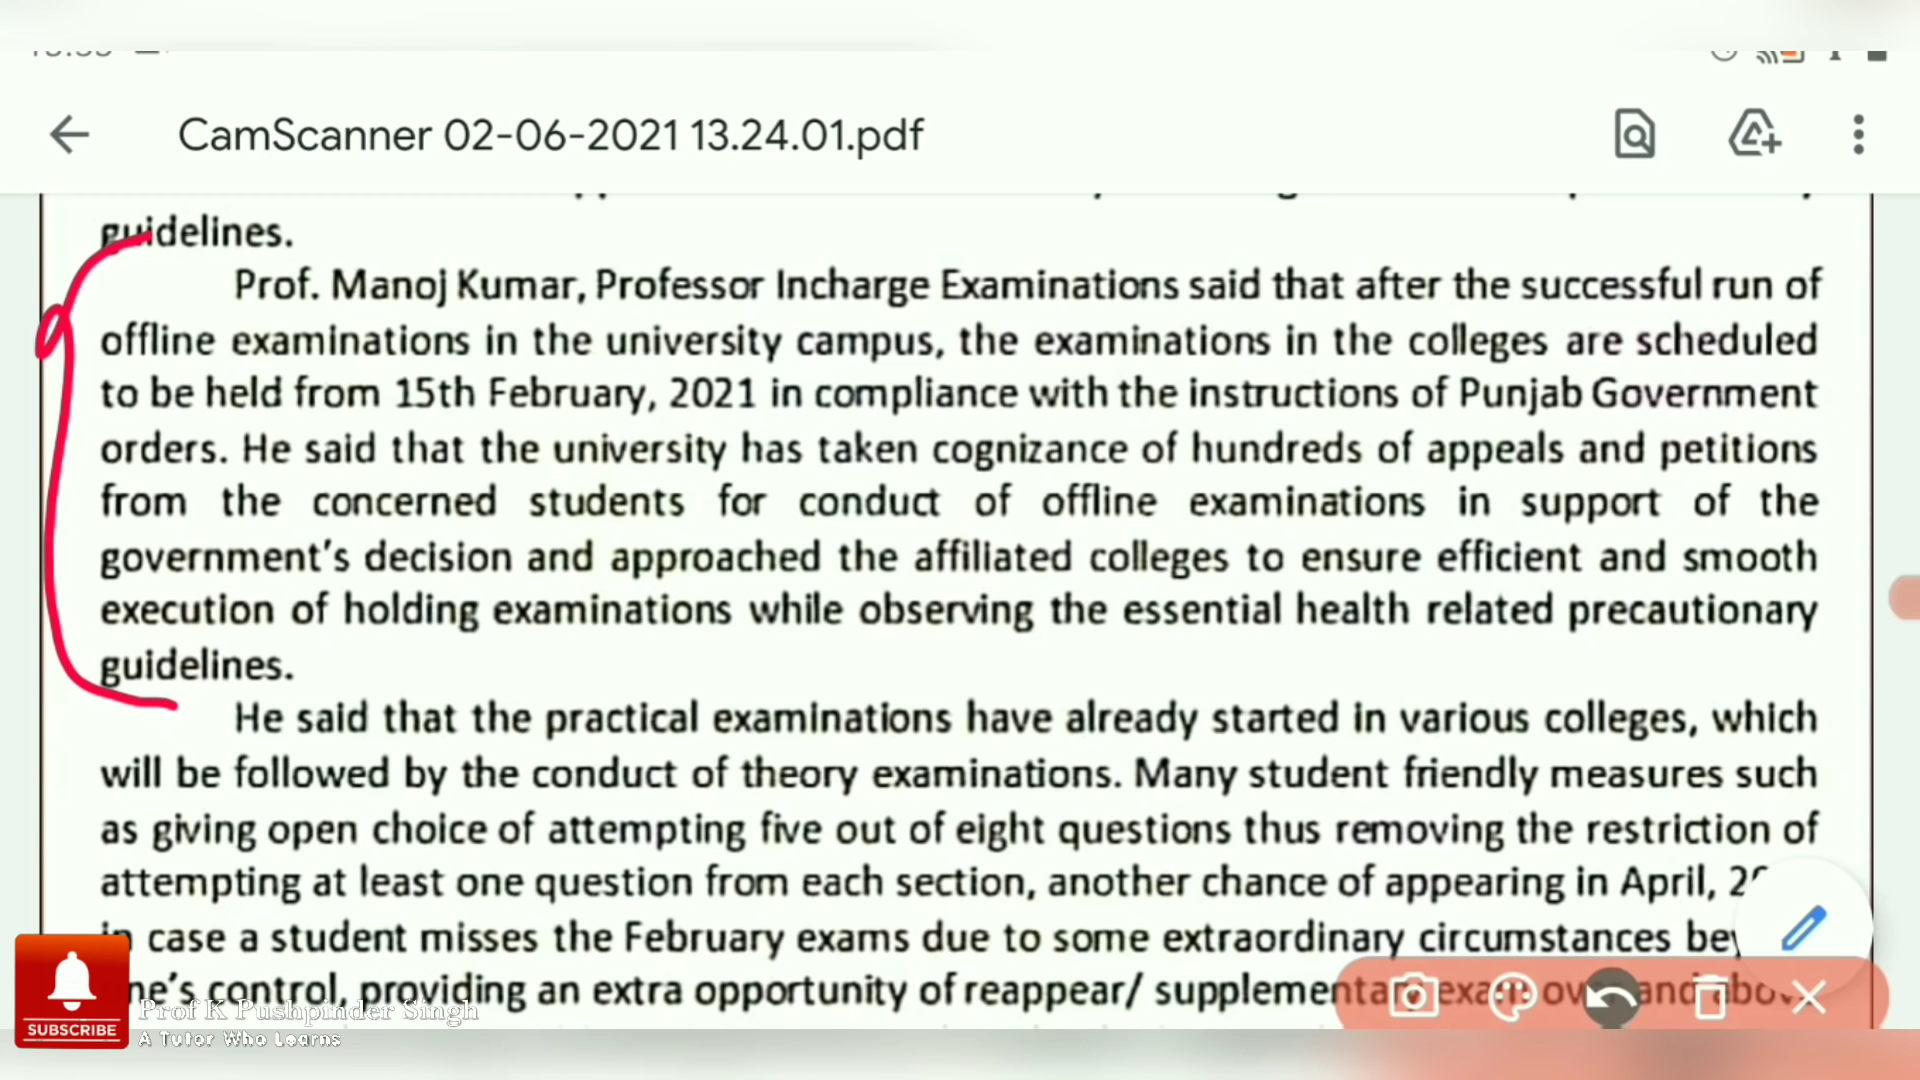 CamScanner 02-06-2021 13.24.01.pdf
guidelines.
Prof. Manoj Kumar, Professor Incharge Examinations said that after the successful run of
offline examinations in the university campus, the examinations in the colleges are scheduled
to be held from 15th February, 2021 in compliance with the instructions of Punjab Government
orders. He said that the university has taken cognizance of hundreds of appeals and petitions
from the concerned students for conduct of offline examinations in support of the
government's decision and approached the affiliated colleges to ensure efficient and smooth
execution of holding examinations while observing the essential health related precautionary
guidelines.
He said that the practical examinations have already started in various colleges, which
will be followed by the conduct of theory examinations. Many student friendly measures such
as giving open choice of attempting five out of eight questions thus removing the restriction of
attempting at least one question from each section, another chance of appearing in April,
in case a student misses the February exams due to some extraordinary circumstances
control, providing an extra opportunity of reappear/ supplementary exam and
SUBSCRIBE
Prof K Pushpinder Singh
A Tutor Who Learns